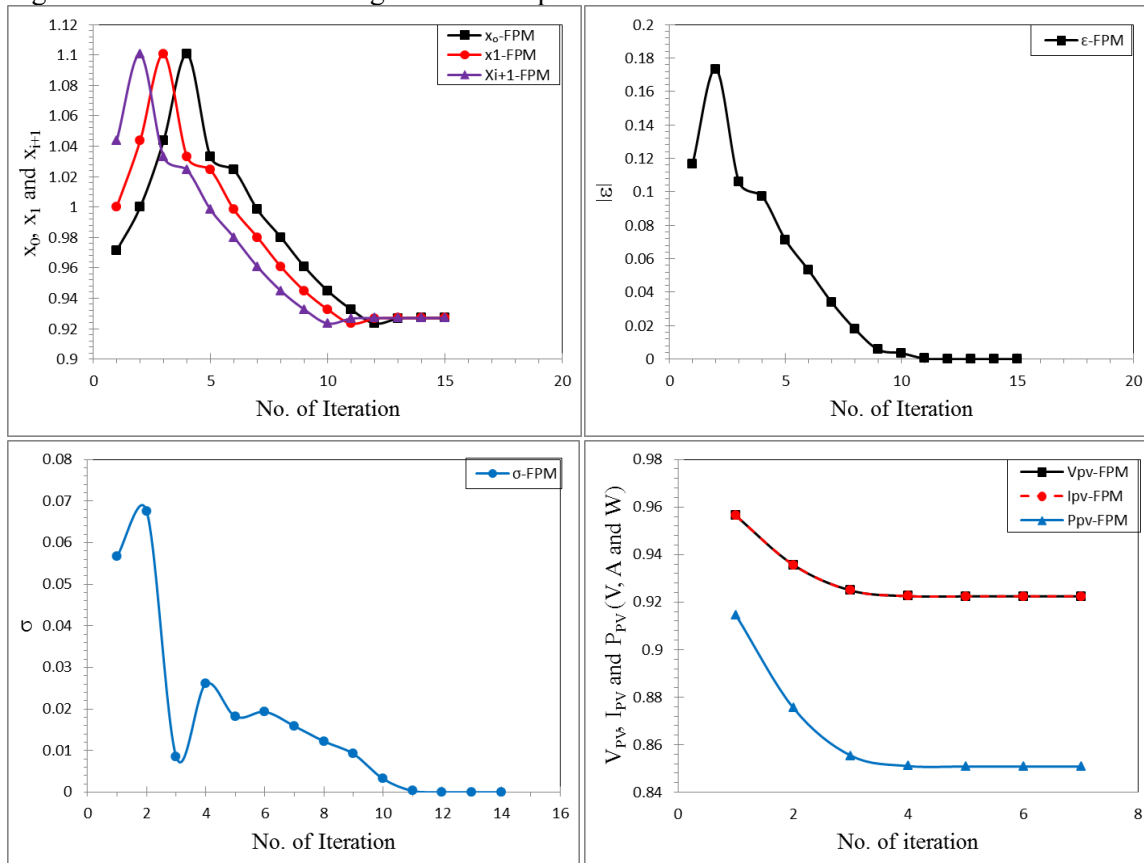 1.12
1.1
1.08
1.06
1.04
1.02
1
0.98
0.96
0.94
0.92
0.9
x₀, x₁ and xᵢ₊₁
xₒ-FPM
x1-FPM
Xi+1-FPM
0 5 10 15 20
No. of Iteration
0.2
0.18
0.16
0.14
0.12
0.1
0.08
0.06
0.04
0.02
0
|ε|
ε-FPM
0 5 10 15 20
No. of Iteration
0.08
0.07
0.06
0.05
0.04
0.03
0.02
0.01
0
σ
σ-FPM
0 2 4 6 8 10 12 14 16
No. of Iteration
0.98
0.96
0.94
0.92
0.9
0.88
0.86
0.84
V_PV, I_PV and P_PV (V, A and W)
Vpv-FPM
Ipv-FPM
Ppv-FPM
0 2 4 6 8
No. of iteration